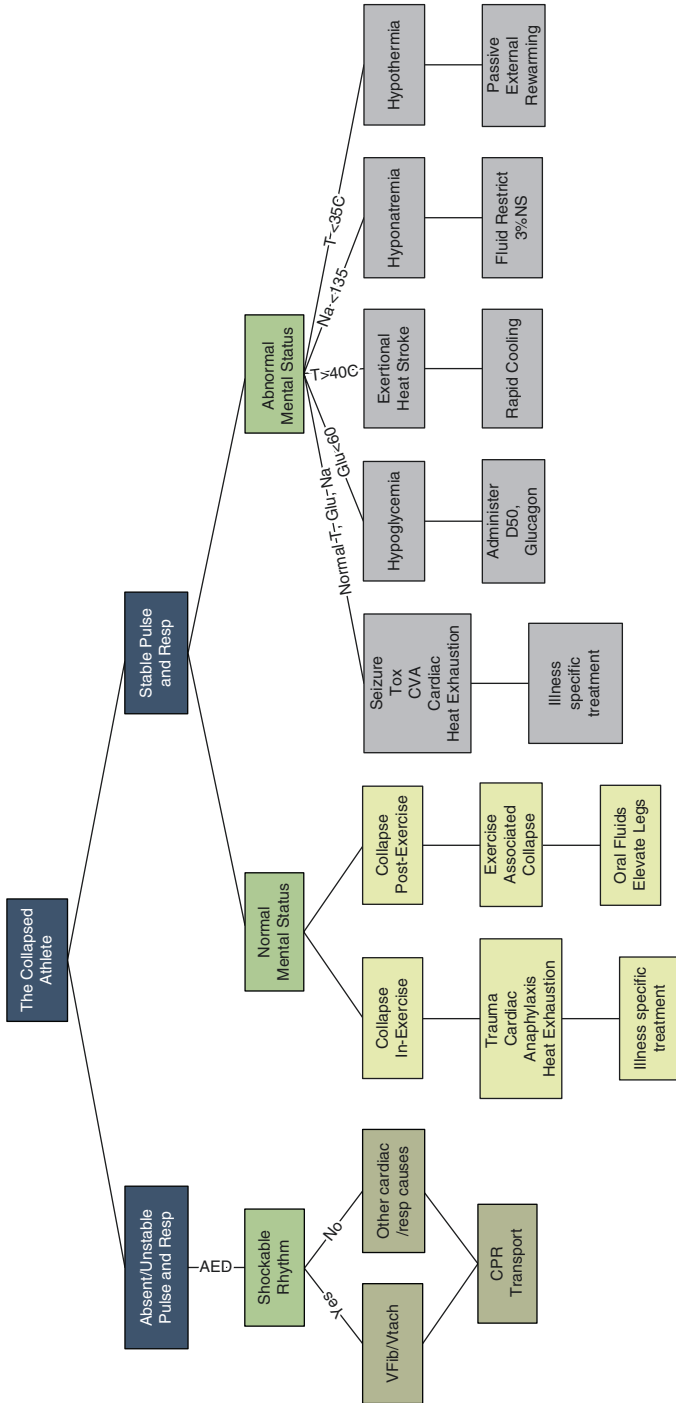 The Collapsed
Athlete
Absent/Unstable
Pulse and Resp
Stable Pulse
and Resp
AED
Shockable
Rhythm
Normal
Mental Status
Abnormal
Mental Status
Yes
No
Normal T, Glu, Na
Glu<60
T>40C
Na <135
T <35C
VFib/Vtach
Other cardiac
/resp causes
Collapse
In-Exercise
Collapse
Post-Exercise
Seizure
Tox
CVA
Cardiac
Heat Exhaustion
Hypoglycemia
Exertional
Heat Stroke
Hyponatremia
Hypothermia
CPR
Transport
Trauma
Cardiac
Anaphylaxis
Heat Exhaustion
Exercise
Associated
Collapse
Illness
specific
treatment
Administer
D50,
Glucagon
Rapid Cooling
Fluid Restrict
3%NS
Passive
External
Rewarming
Illness specific
treatment
Oral Fluids
Elevate Legs